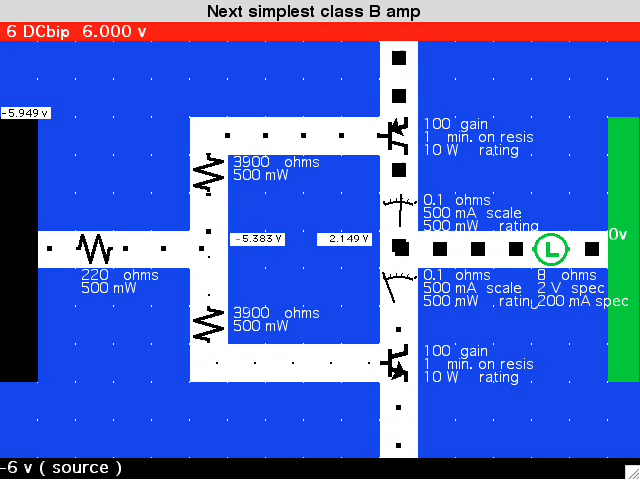 Next simplest class B amp
6 DCbip  6.000 v
-5.949 v
100 gain
1 min. on resis
10 W rating
3900 ohms
500 mW
0.1 ohms
500 mA scale
500 mW rating
0v
-5.383 v
2.149 v
L
220 ohms
500 mW
0.1 ohms
500 mA scale
500 mW rating
8 ohms
2 V spec
200 mA spec
3900 ohms
500 mW
100 gain
1 min. on resis
10 W rating
-6 v ( source )